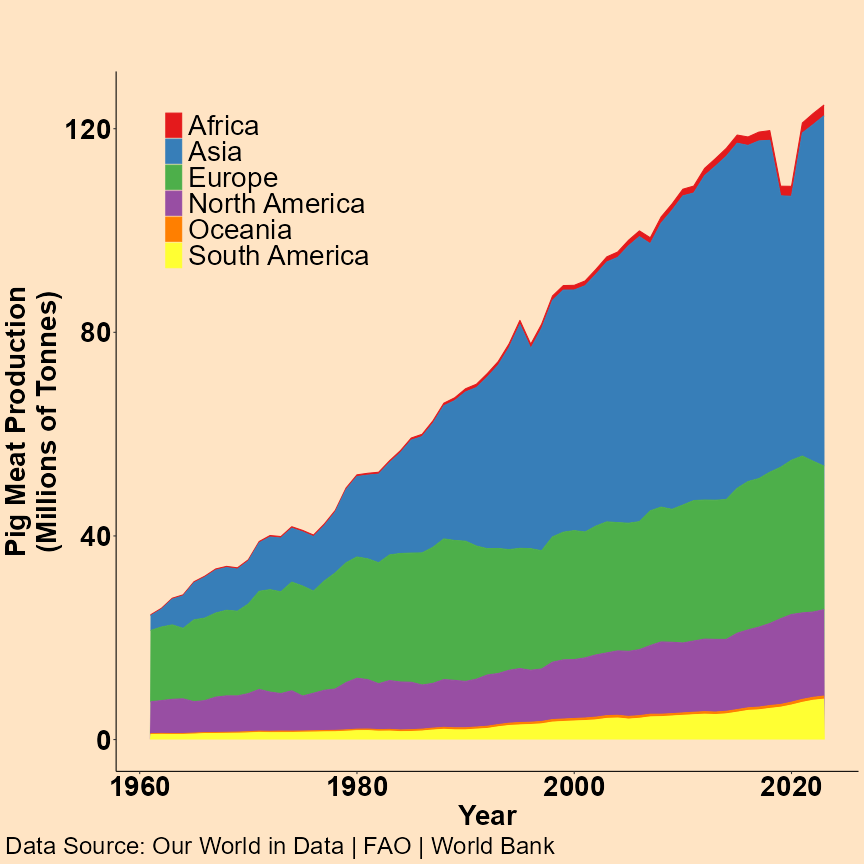 Africa
Asia
Europe
North America
Oceania
South America
Pig Meat Production
(Millions of Tonnes)
120
80
40
0
1960
1980
2000
2020
Year
Data Source: Our World in Data | FAO | World Bank